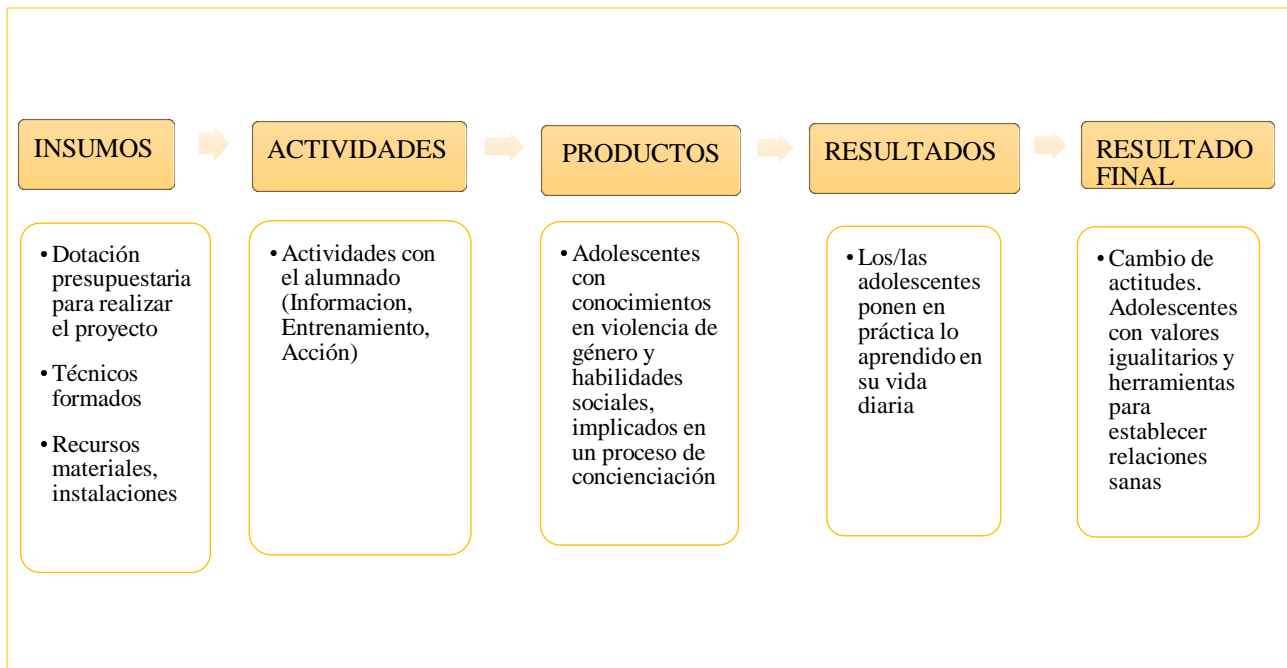 INSUMOS
• Dotación
presupuestaria
para realizar
el proyecto
• Técnicos
formados
• Recursos
materiales,
instalaciones
ACTIVIDADES
• Actividades con
el alumnado
(Informacion,
Entrenamiento,
Acción)
PRODUCTOS
• Adolescentes
con
conocimientos
en violencia de
género y
habilidades
sociales,
implicados en
un proceso de
concienciación
RESULTADOS
• Los/las
adolescentes
ponen en
práctica lo
aprendido en
su vida
diaria
RESULTADO
FINAL
• Cambio de
actitudes.
Adolescentes
con valores
igualitarios y
herramientas
para
establecer
relaciones
sanas